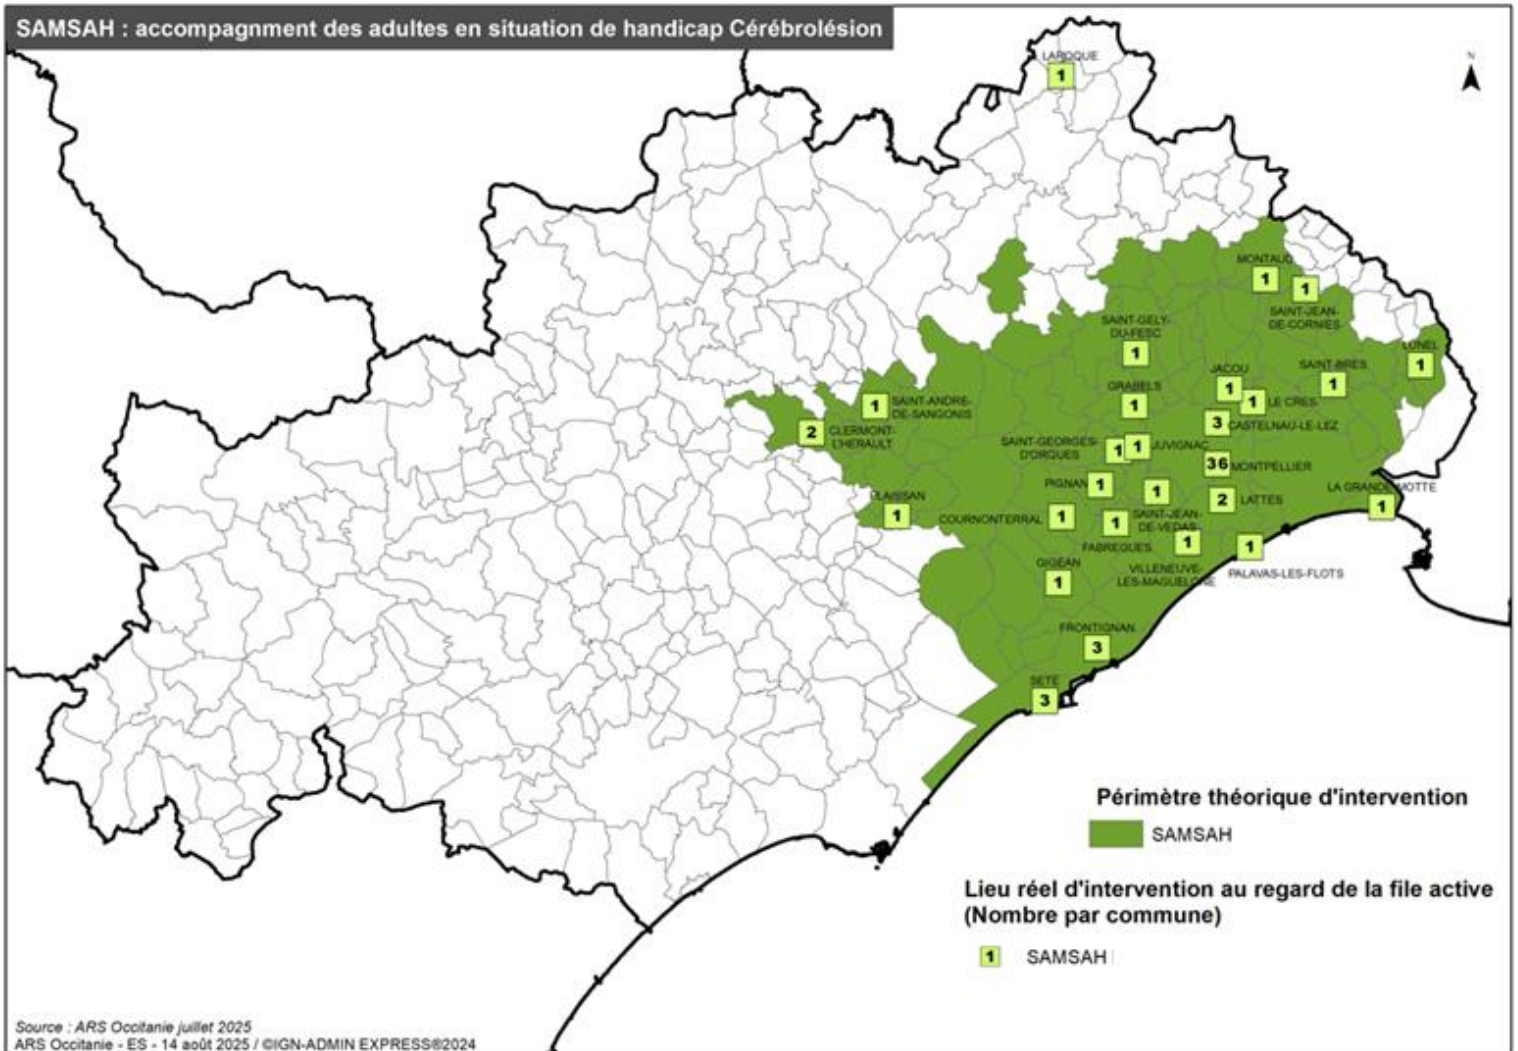 SAMSAH : accompagnment des adultes en situation de handicap Cérébrolésion
N
LAROQUE
1
MONTAUD
1
1
SAINT-JEAN-
DE-CORNIES
SAINT-GELY-
DU-FESC
1
LUNEL
1
JACOU
1
SAINT-BRES
1
GRABELS
1
1
LE CRES
1
SAINT-ANDRE-
DE-SANGONIS
3
CASTELNAU-LE-LEZ
2
CLERMONT-
L'HERAULT
SAINT-GEORGES-
D'ORQUES
1
1
JUVIGNAC
36
MONTPELLIER
PIGNAN
1
1
2
LATTES
LA GRANDE-MOTTE
1
PLAISSAN
1
COURNONTERRAL
1
1
SAINT-JEAN-
DE-VEDAS
FABREGUES
1
VILLENEUVE-
LES-MAGUELONE
1
PALAVAS-LES-FLOTS
GIGEAN
1
FRONTIGNAN
3
SETE
3
Périmètre théorique d'intervention
SAMSAH
Lieu réel d'intervention au regard de la file active
(Nombre par commune)
1
SAMSAH
Source : ARS Occitanie juillet 2025
ARS Occitanie - ES - 14 août 2025 / ©IGN-ADMIN EXPRESS®2024